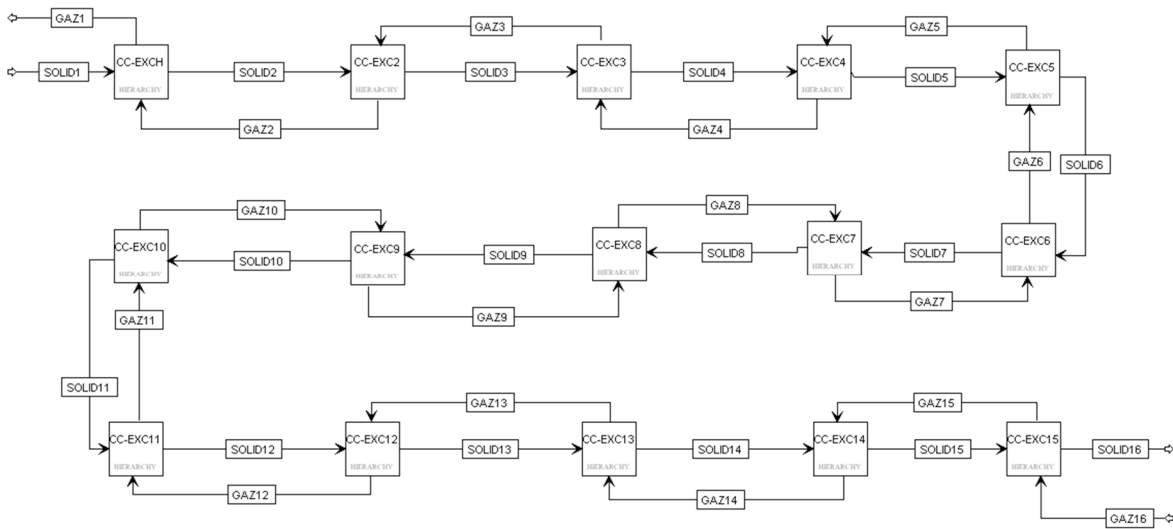 GAZ1
GAZ3
GAZ5
CC-EXCH
CC-EXC2
CC-EXC3
CC-EXC4
CC-EXC5
SOLID1
SOLID2
SOLID3
SOLID4
SOLID5
HIERARCHY
HIERARCHY
HIERARCHY
HIERARCHY
HIERARCHY
GAZ2
GAZ4
GAZ6
SOLID6
GAZ10
GAZ8
CC-EXC10
CC-EXC9
CC-EXC8
CC-EXC7
CC-EXC6
SOLID10
SOLID9
SOLID8
SOLID7
HIERARCHY
HIERARCHY
HIERARCHY
HIERARCHY
HIERARCHY
GAZ11
GAZ9
GAZ7
SOLID11
GAZ13
GAZ15
CC-EXC11
CC-EXC12
CC-EXC13
CC-EXC14
CC-EXC15
SOLID12
SOLID13
SOLID14
SOLID15
SOLID16
HIERARCHY
HIERARCHY
HIERARCHY
HIERARCHY
HIERARCHY
GAZ12
GAZ14
GAZ16